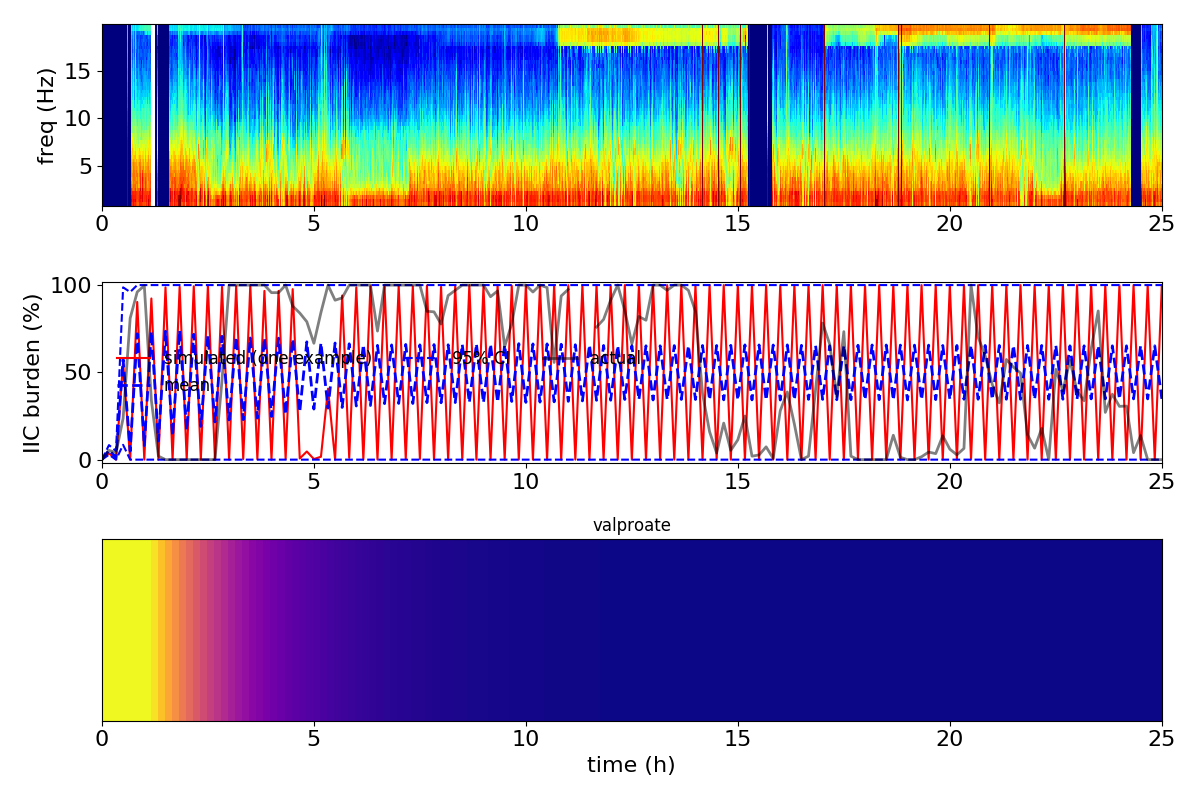 freq (Hz)
15
10
5
0 5 10 15 20 25
IIC burden (%)
100
50
0
simulated (one example) 95% CI actual
mean
0 5 10 15 20 25
valproate
0 5 10 15 20 25
time (h)